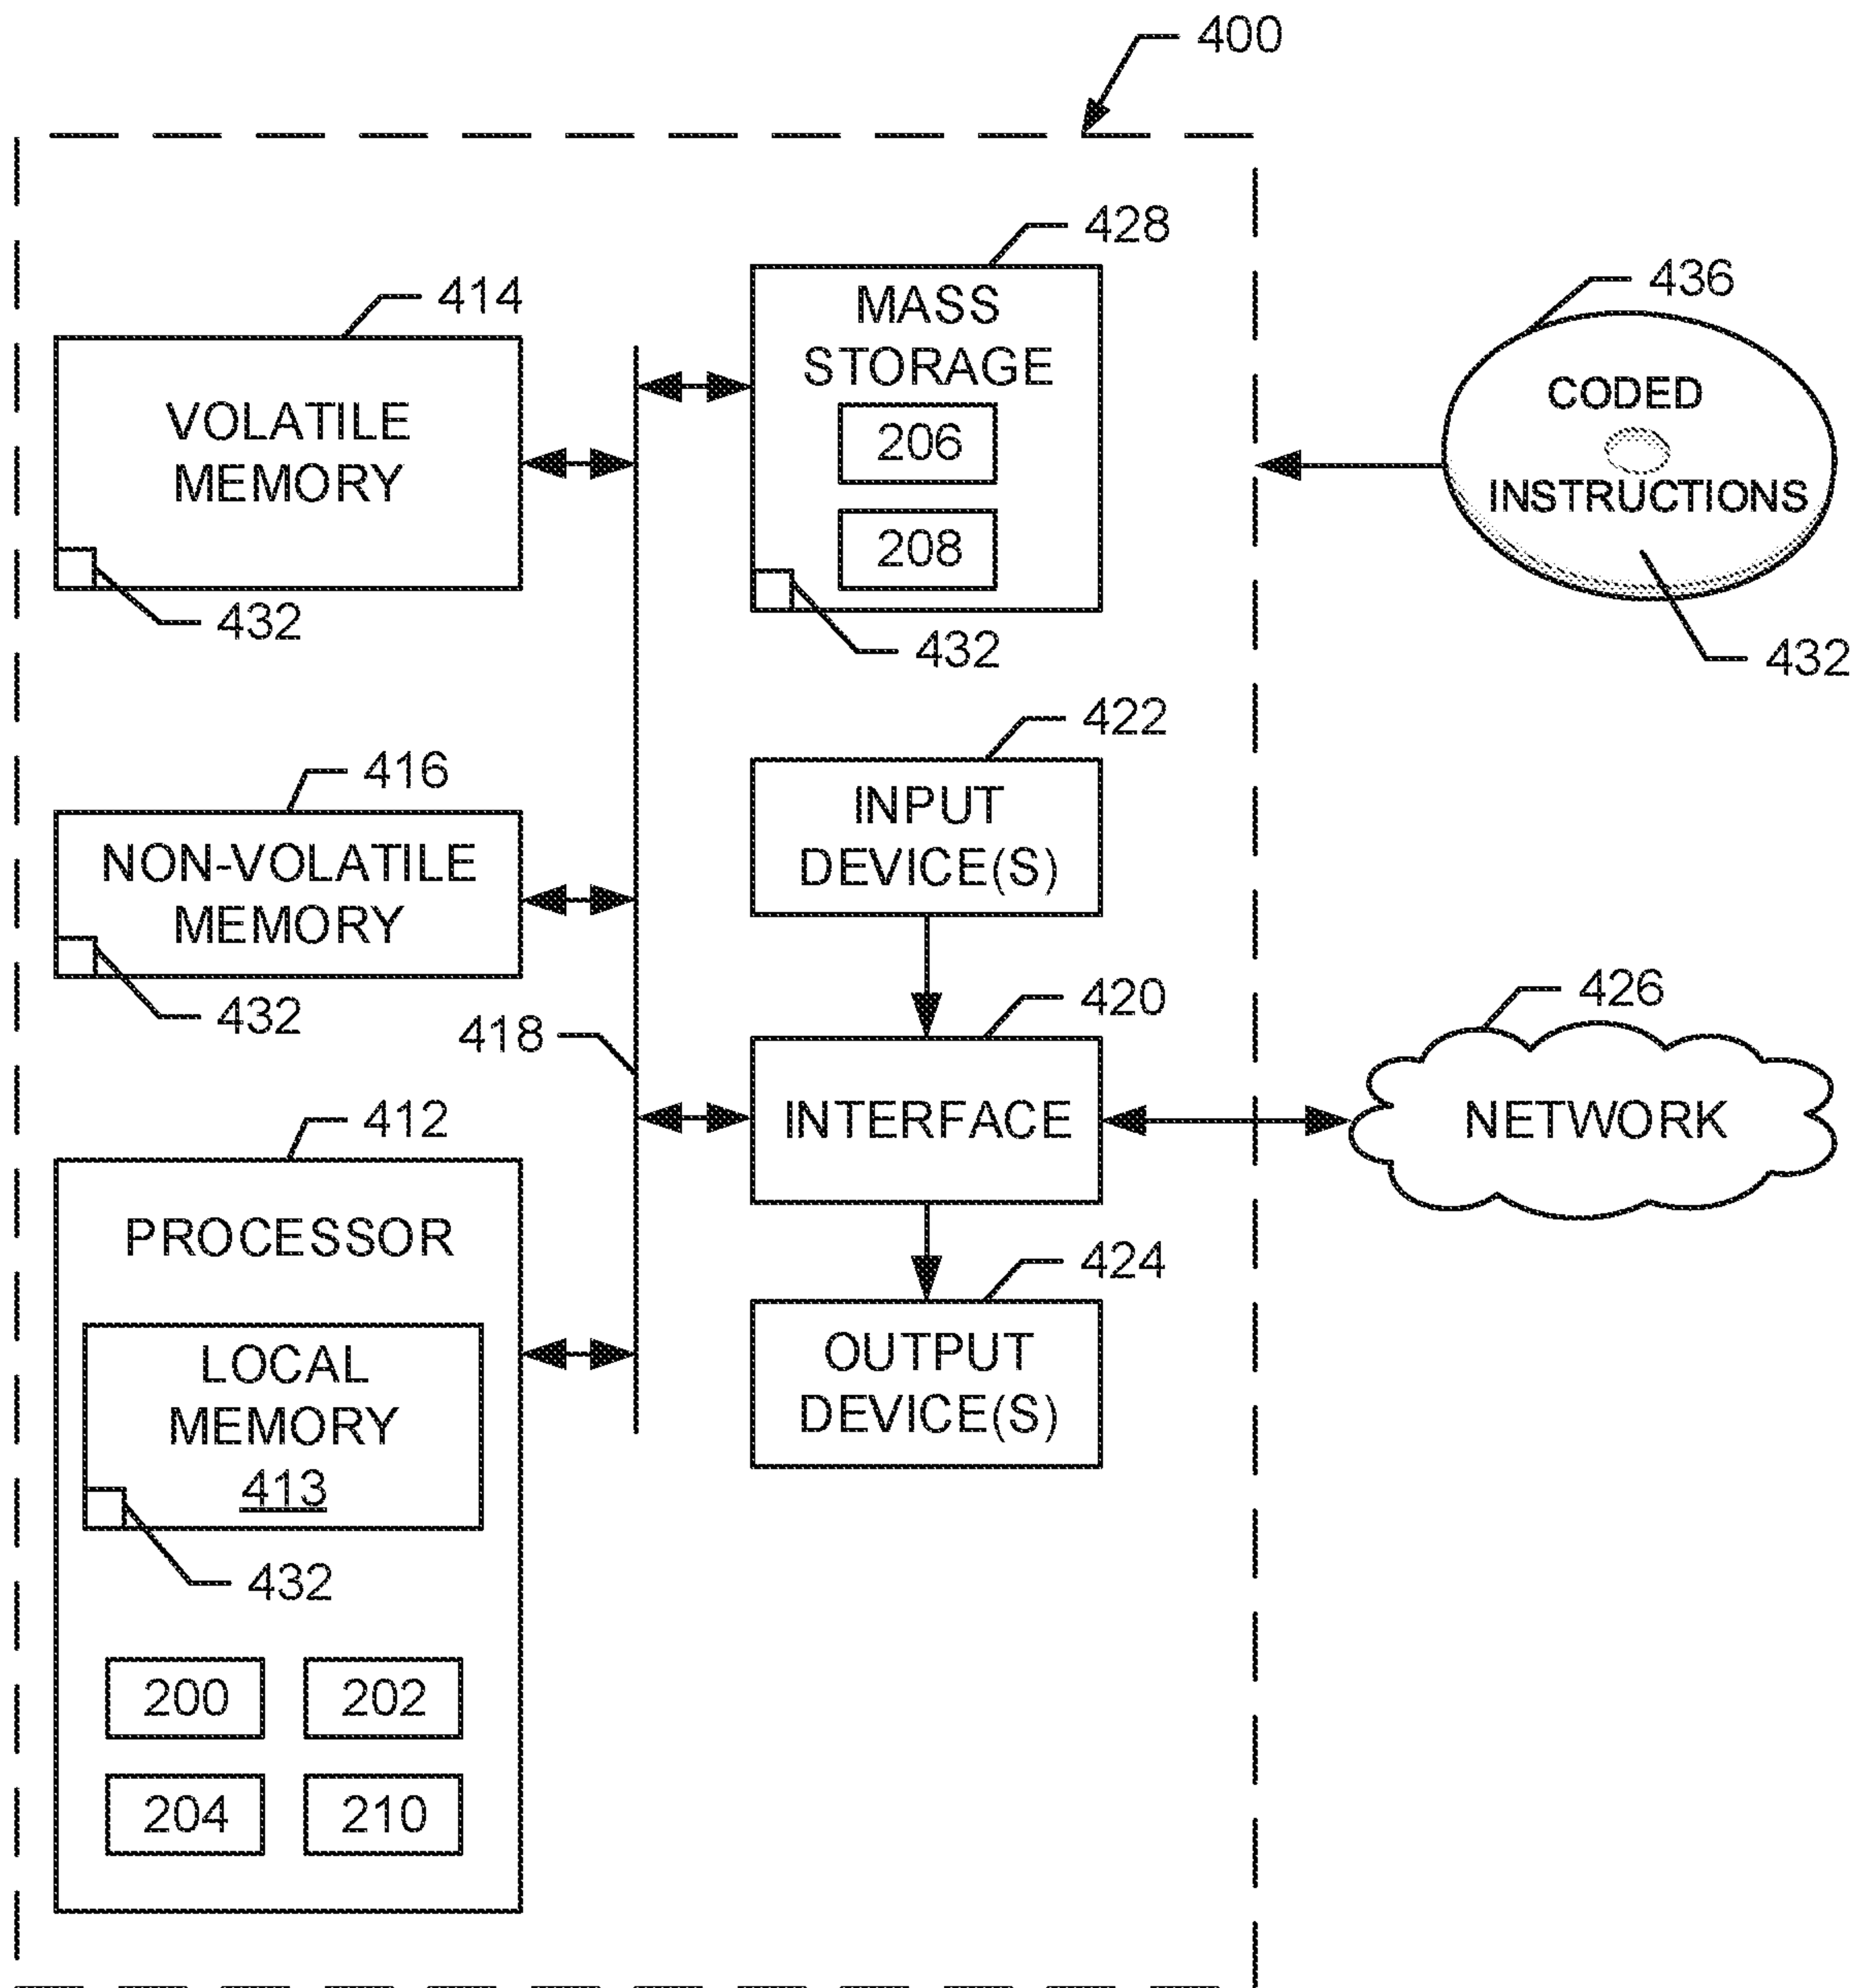 400
428
414
MASS
STORAGE
206
208
432
VOLATILE
MEMORY
432
436
CODED
INSTRUCTIONS
432
422
INPUT
DEVICE(S)
416
NON-VOLATILE
MEMORY
432
418
420
INTERFACE
426
NETWORK
412
PROCESSOR
LOCAL
MEMORY
413
432
424
OUTPUT
DEVICE(S)
200
202
204
210